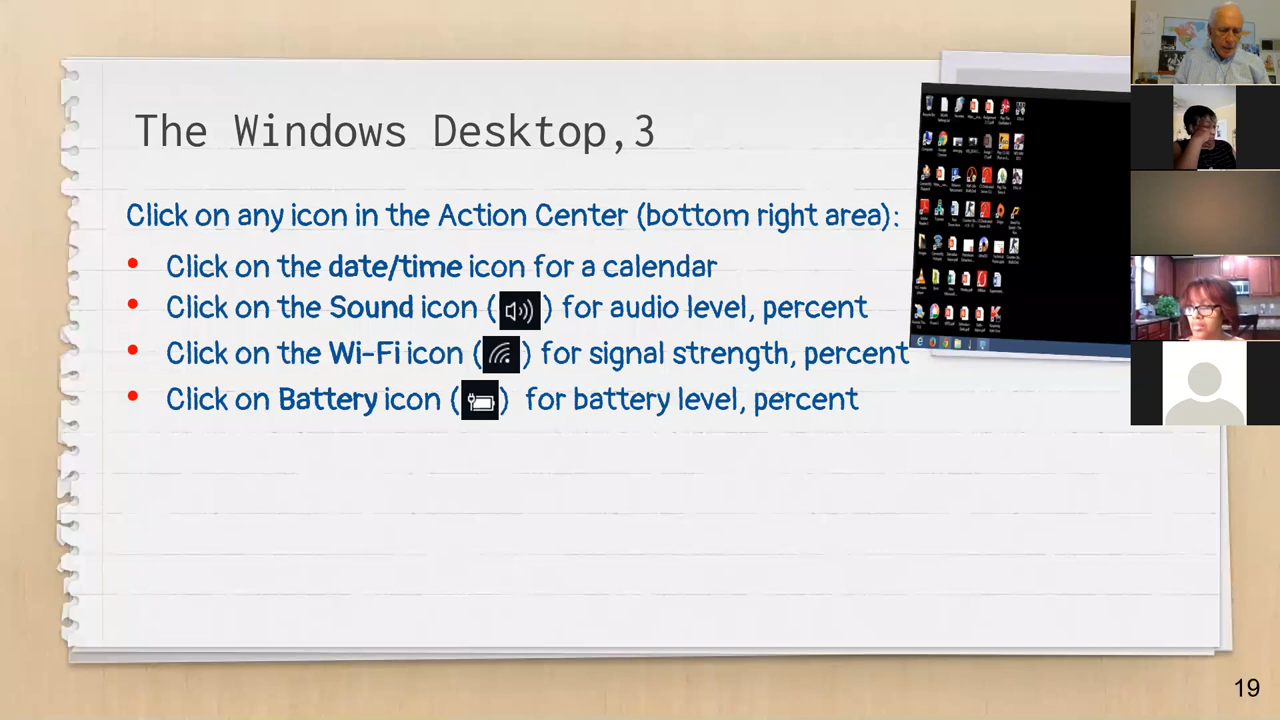 The Windows Desktop,3
Click on any icon in the Action Center (bottom right area):
• Click on the date/time icon for a calendar
• Click on the Sound icon ( ) for audio level, percent
• Click on the Wi-Fi icon ( ) for signal strength, percent
• Click on Battery icon ( ) for battery level, percent
19